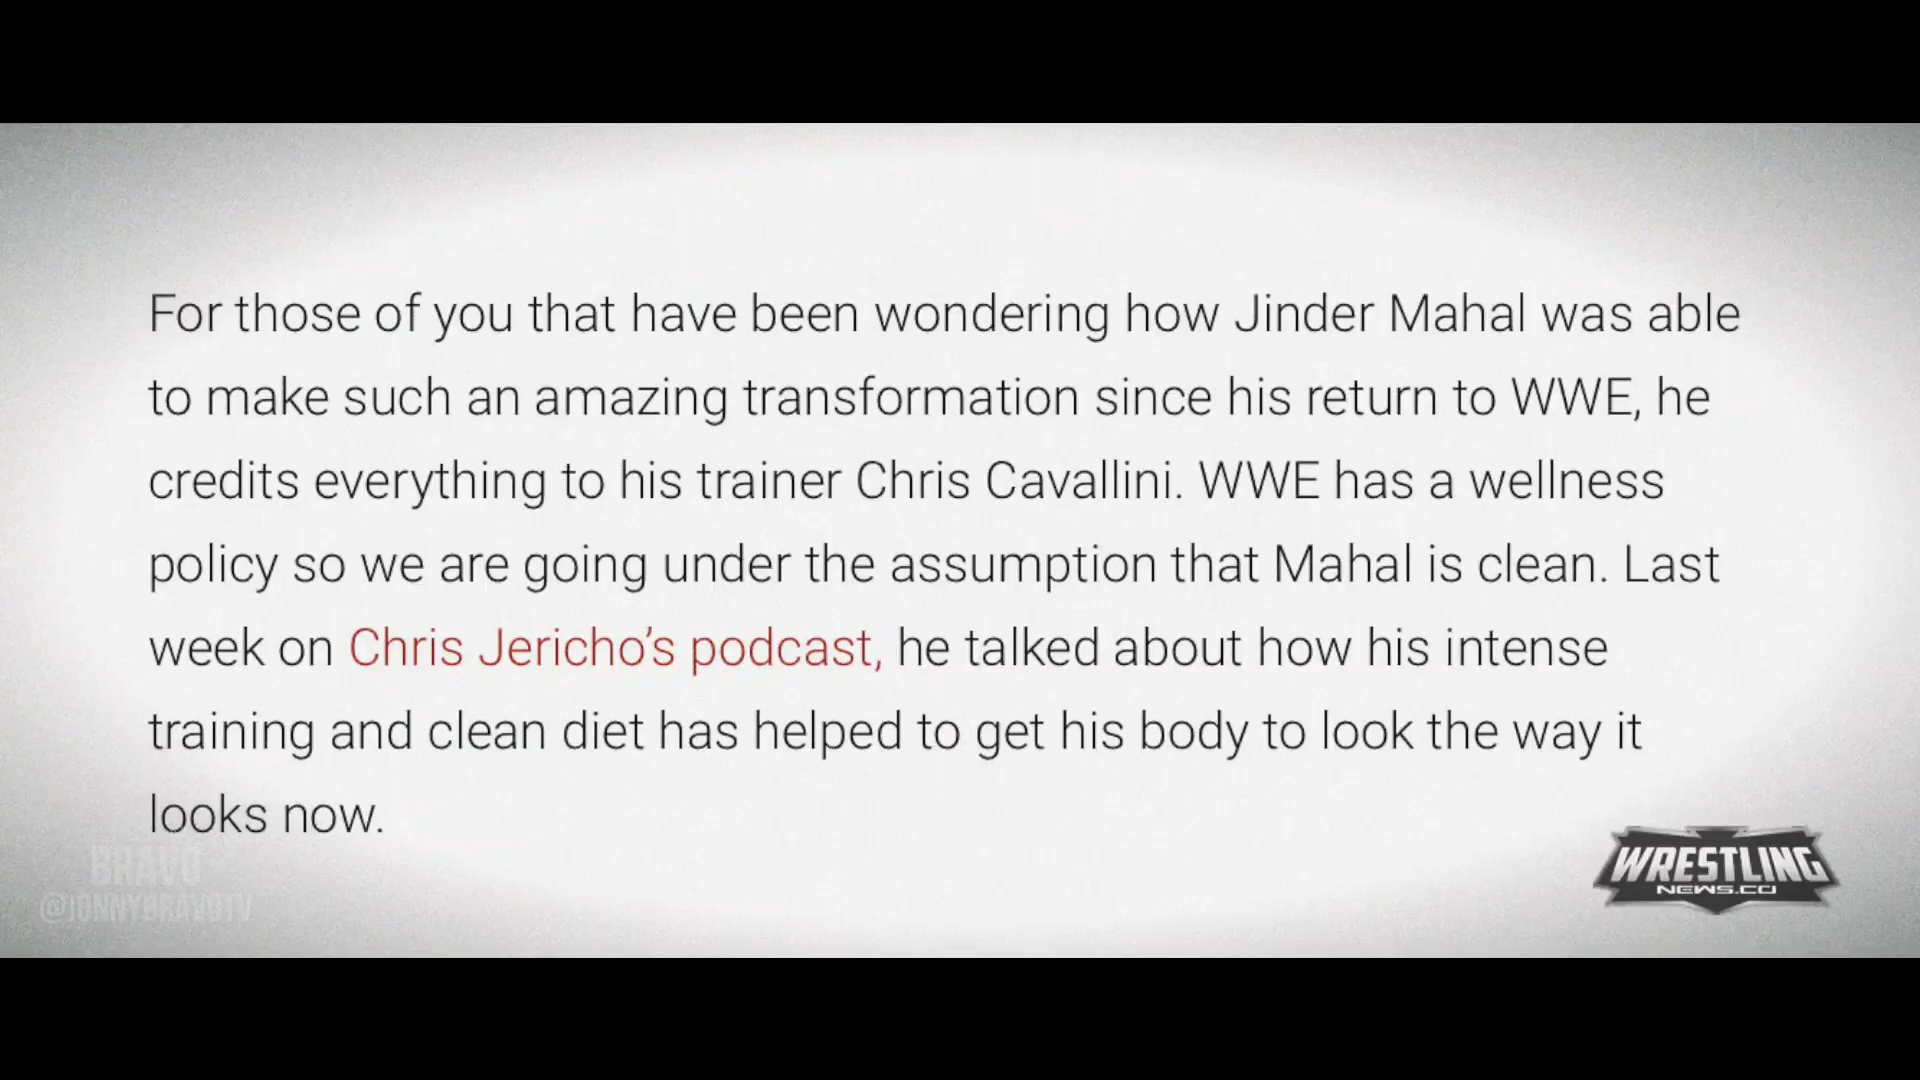 For those of you that have been wondering how Jinder Mahal was able
to make such an amazing transformation since his return to WWE, he
credits everything to his trainer Chris Cavallini. WWE has a wellness
policy so we are going under the assumption that Mahal is clean. Last
week on Chris Jericho’s podcast, he talked about how his intense
training and clean diet has helped to get his body to look the way it
looks now.
BRAVO
@JONNYBRAVOTV
WRESTLING
NEWS.CO